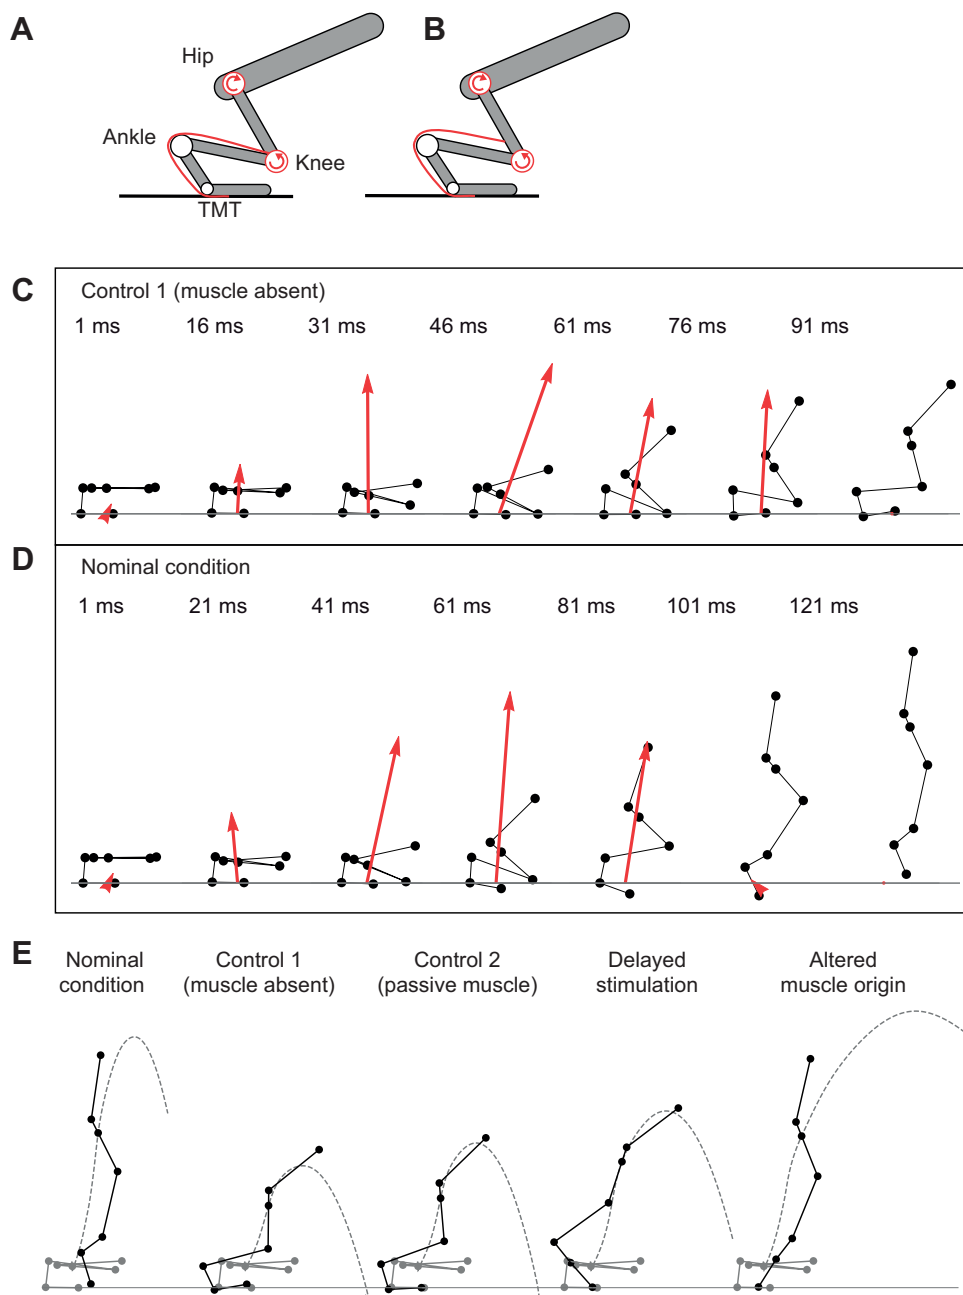 A
B
Hip
Ankle
Knee
TMT
C
Control 1 (muscle absent)
1 ms 16 ms 31 ms 46 ms 61 ms 76 ms 91 ms
D
Nominal condition
1 ms 21 ms 41 ms 61 ms 81 ms 101 ms 121 ms
E
Nominal
condition
Control 1
(muscle absent)
Control 2
(passive muscle)
Delayed
stimulation
Altered
muscle origin